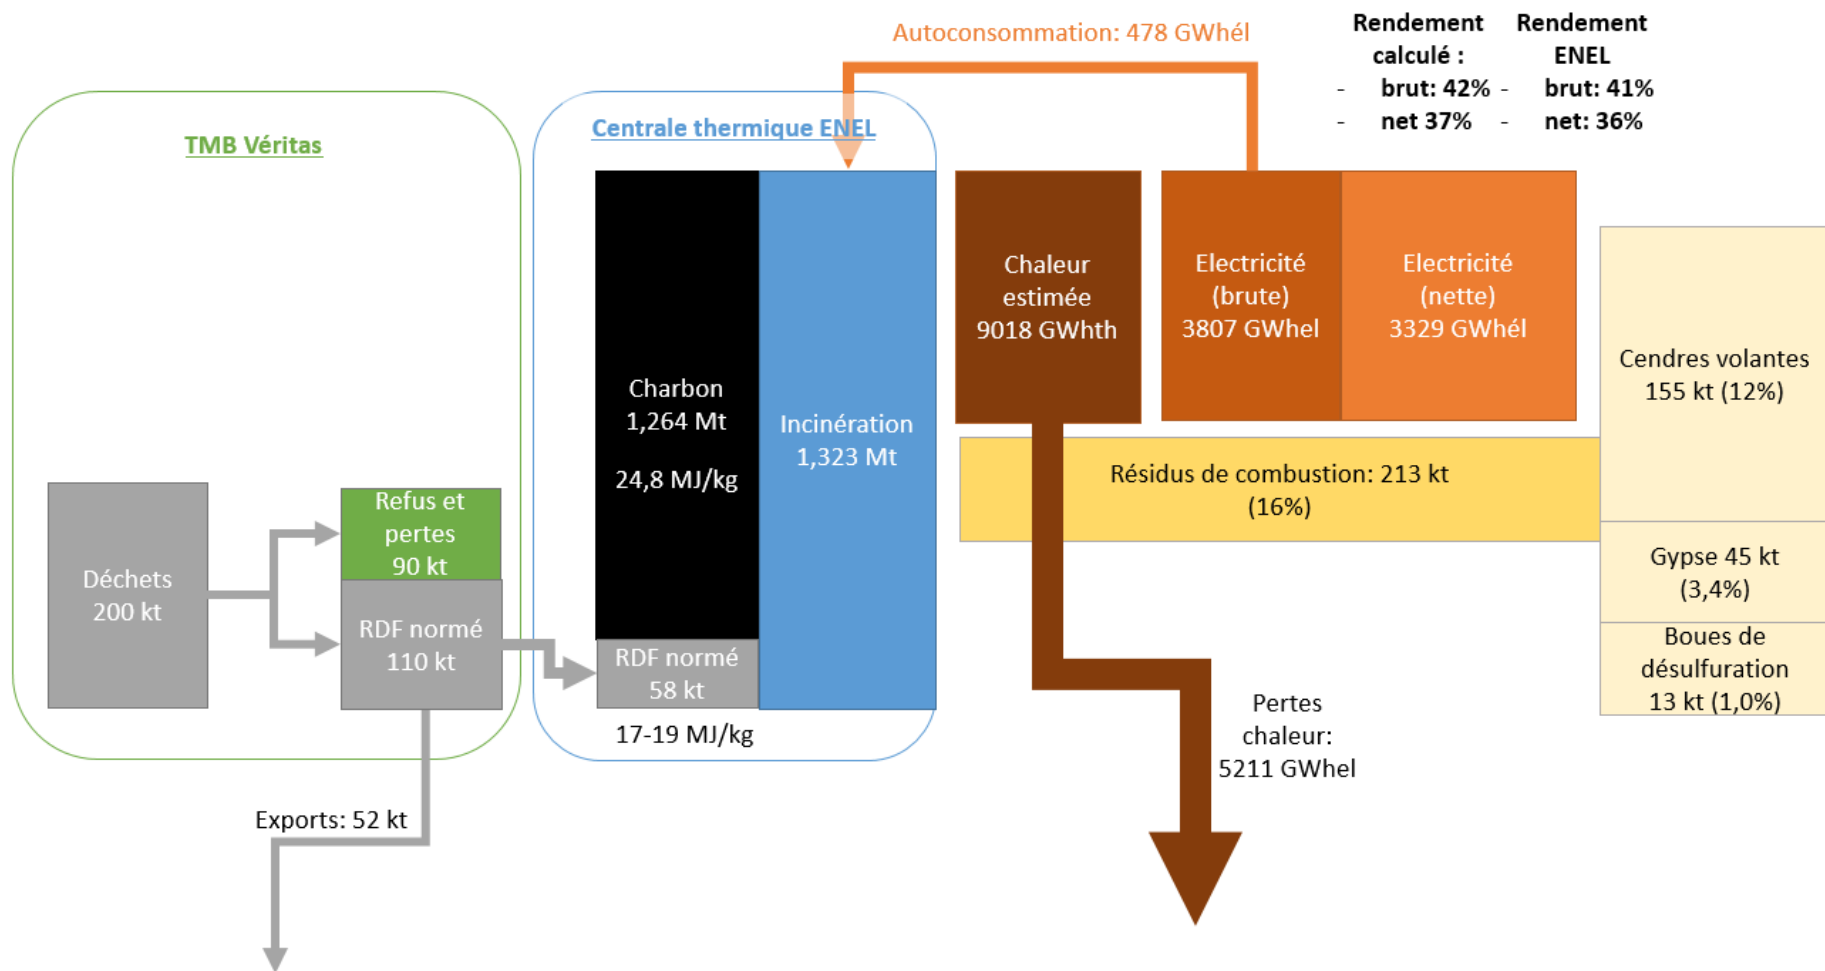 Autoconsommation: 478 GWhél
Rendement
calculé :
- brut: 42%
- net 37%
Rendement
ENEL
- brut: 41%
- net: 36%
TMB Véritas
Centrale thermique ENEL
Déchets
200 kt
Refus et
pertes
90 kt
RDF normé
110 kt
Exports: 52 kt
Charbon
1,264 Mt
24,8 MJ/kg
RDF normé
58 kt
17-19 MJ/kg
Incinération
1,323 Mt
Chaleur
estimée
9018 GWhth
Electricité
(brute)
3807 GWhel
Electricité
(nette)
3329 GWhél
Résidus de combustion: 213 kt
(16%)
Pertes
chaleur:
5211 GWhel
Cendres volantes
155 kt (12%)
Gypse 45 kt
(3,4%)
Boues de
désulfuration
13 kt (1,0%)